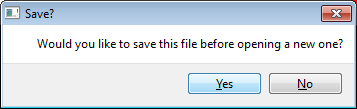 Save?
Would you like to save this file before opening a new one?
Yes
No